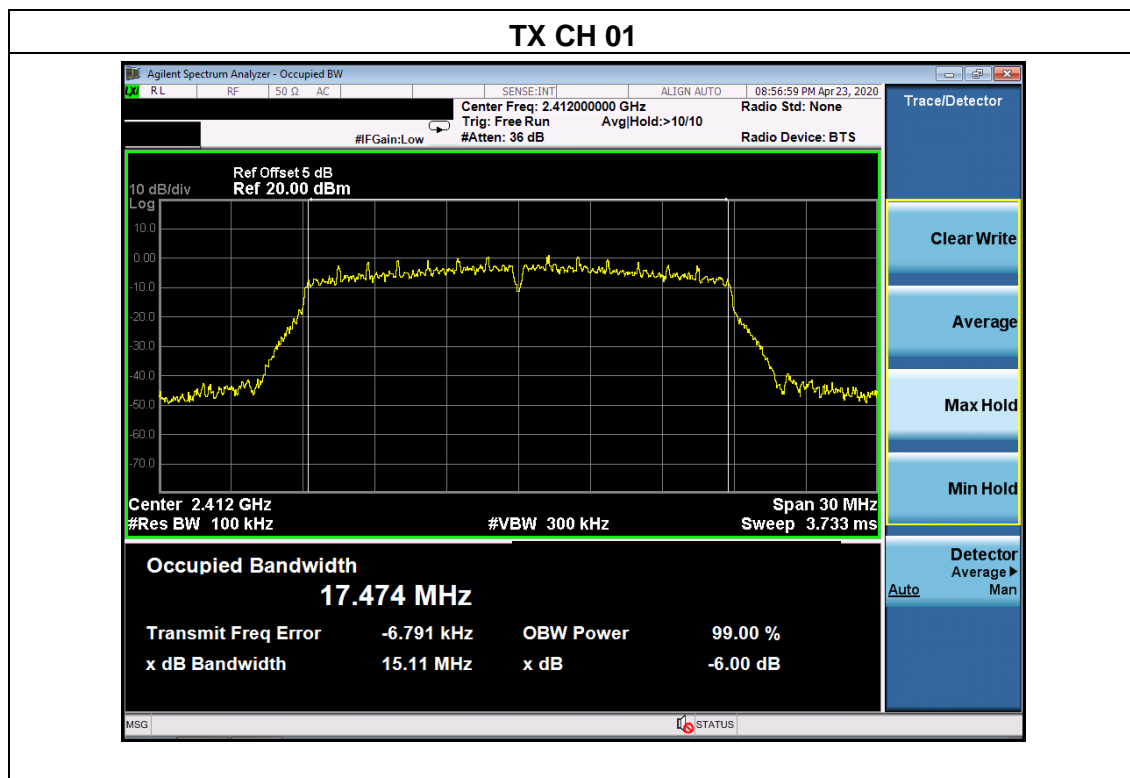 TX CH 01
Agilent Spectrum Analyzer - Occupied BW
LXI RL RF 50 Ω AC SENSE:INT ALIGN AUTO 08:56:59 PM Apr 23, 2020
Center Freq: 2.412000000 GHz Radio Std: None
Trig: Free Run Avg|Hold:>10/10
#IFGain:Low #Atten: 36 dB Radio Device: BTS
Trace/Detector
Ref Offset 5 dB
10 dB/div Ref 20.00 dBm
Log
10.0
0.00
-10.0
-20.0
-30.0
-40.0
-50.0
-60.0
-70.0
Center 2.412 GHz Span 30 MHz
#Res BW 100 kHz #VBW 300 kHz Sweep 3.733 ms
Clear Write
Average
Max Hold
Min Hold
Detector
Average▶
Auto Man
Occupied Bandwidth
17.474 MHz
Transmit Freq Error -6.791 kHz OBW Power 99.00 %
x dB Bandwidth 15.11 MHz x dB -6.00 dB
MSG STATUS